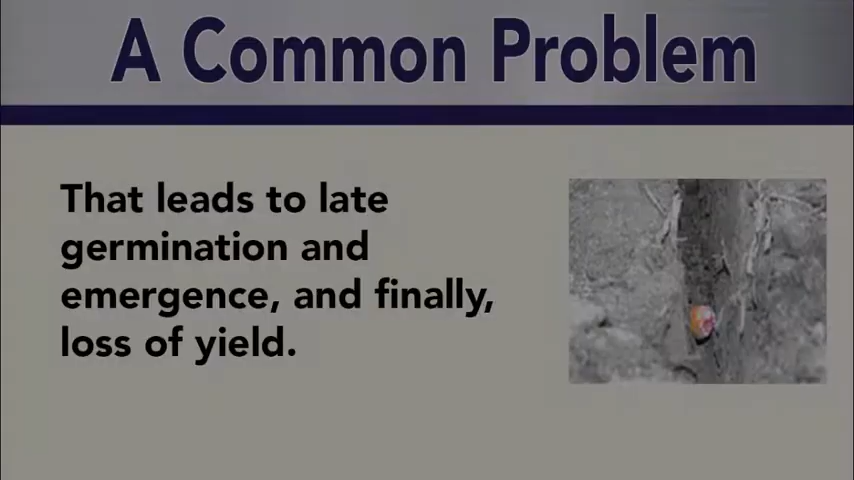 A Common Problem
That leads to late
germination and
emergence, and finally,
loss of yield.